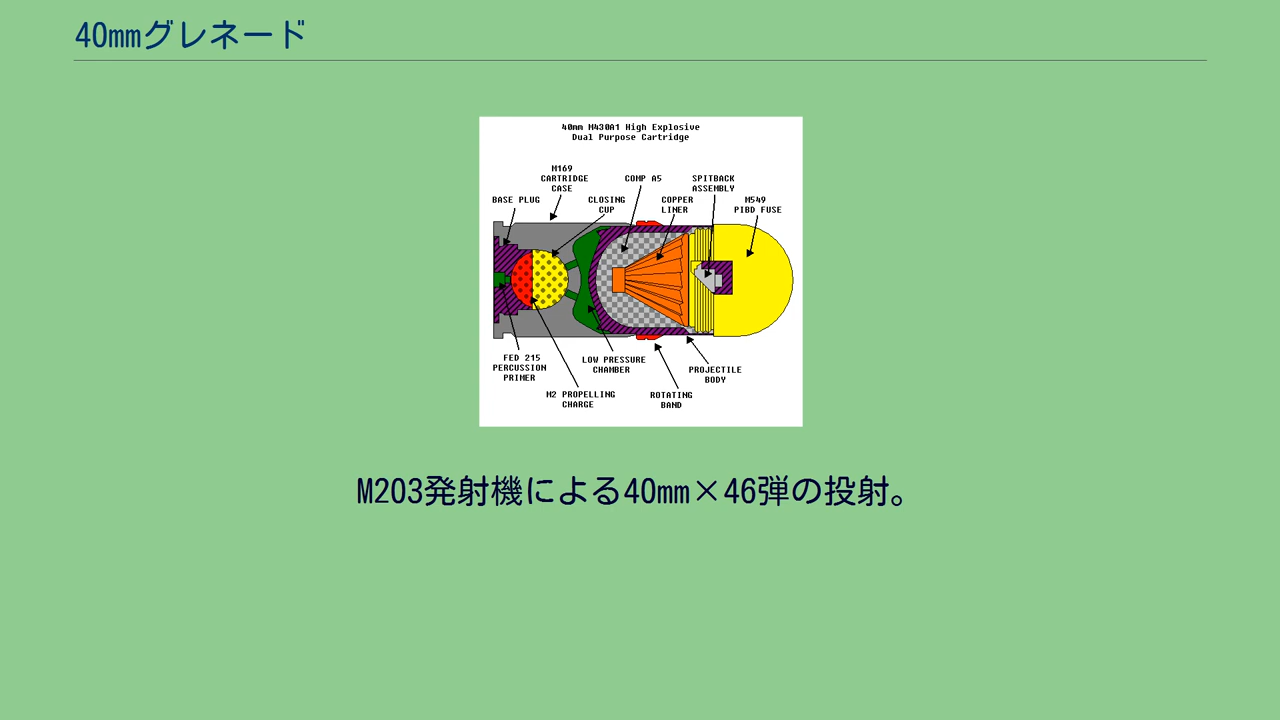 40mmグレネード
40mm M430A1 High Explosive
Dual Purpose Cartridge
M169
CARTRIDGE
CASE
COMP A5
SPITBACK
ASSEMBLY
BASE PLUG
CLOSING
CUP
COPPER
LINER
M549
PIBD FUSE
FED 215
PERCUSSION
PRIMER
LOW PRESSURE
CHAMBER
PROJECTILE
BODY
M2 PROPELLING
CHARGE
ROTATING
BAND
M203発射機による40mm×46弾の投射。